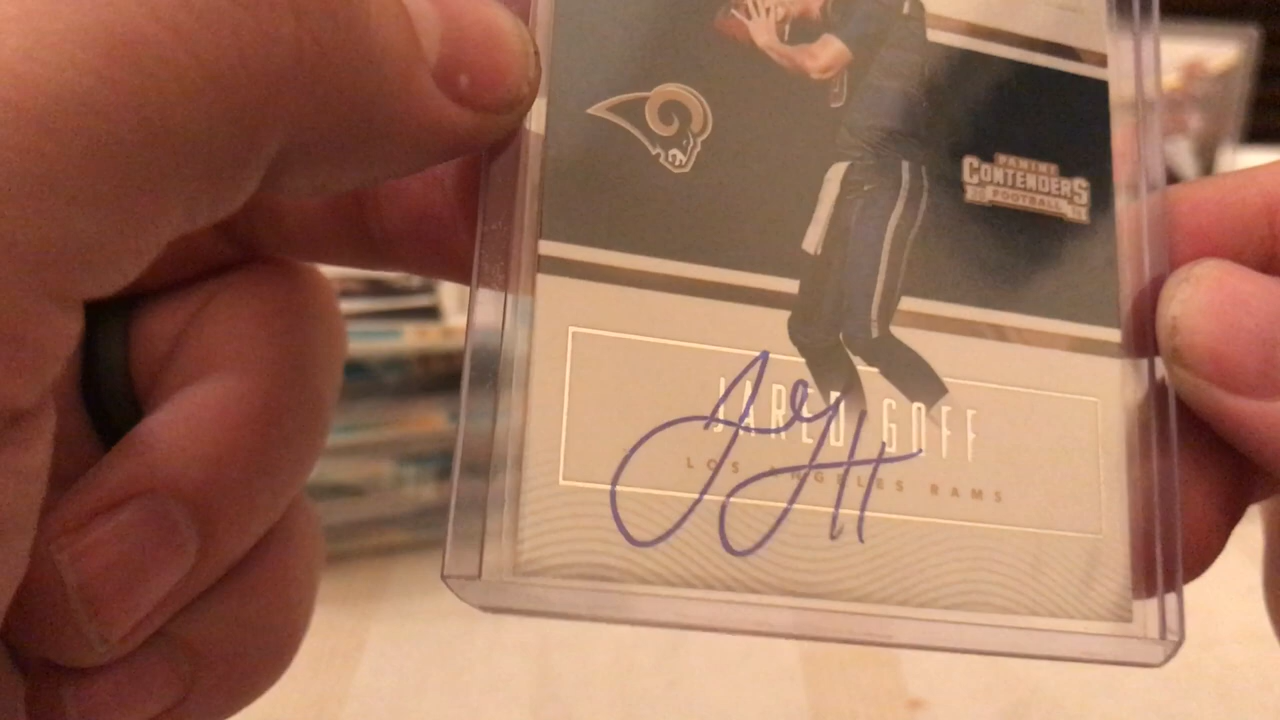 PANINI
CONTENDERS
FOOTBALL
JARED GOFF
LOS ANGELES RAMS